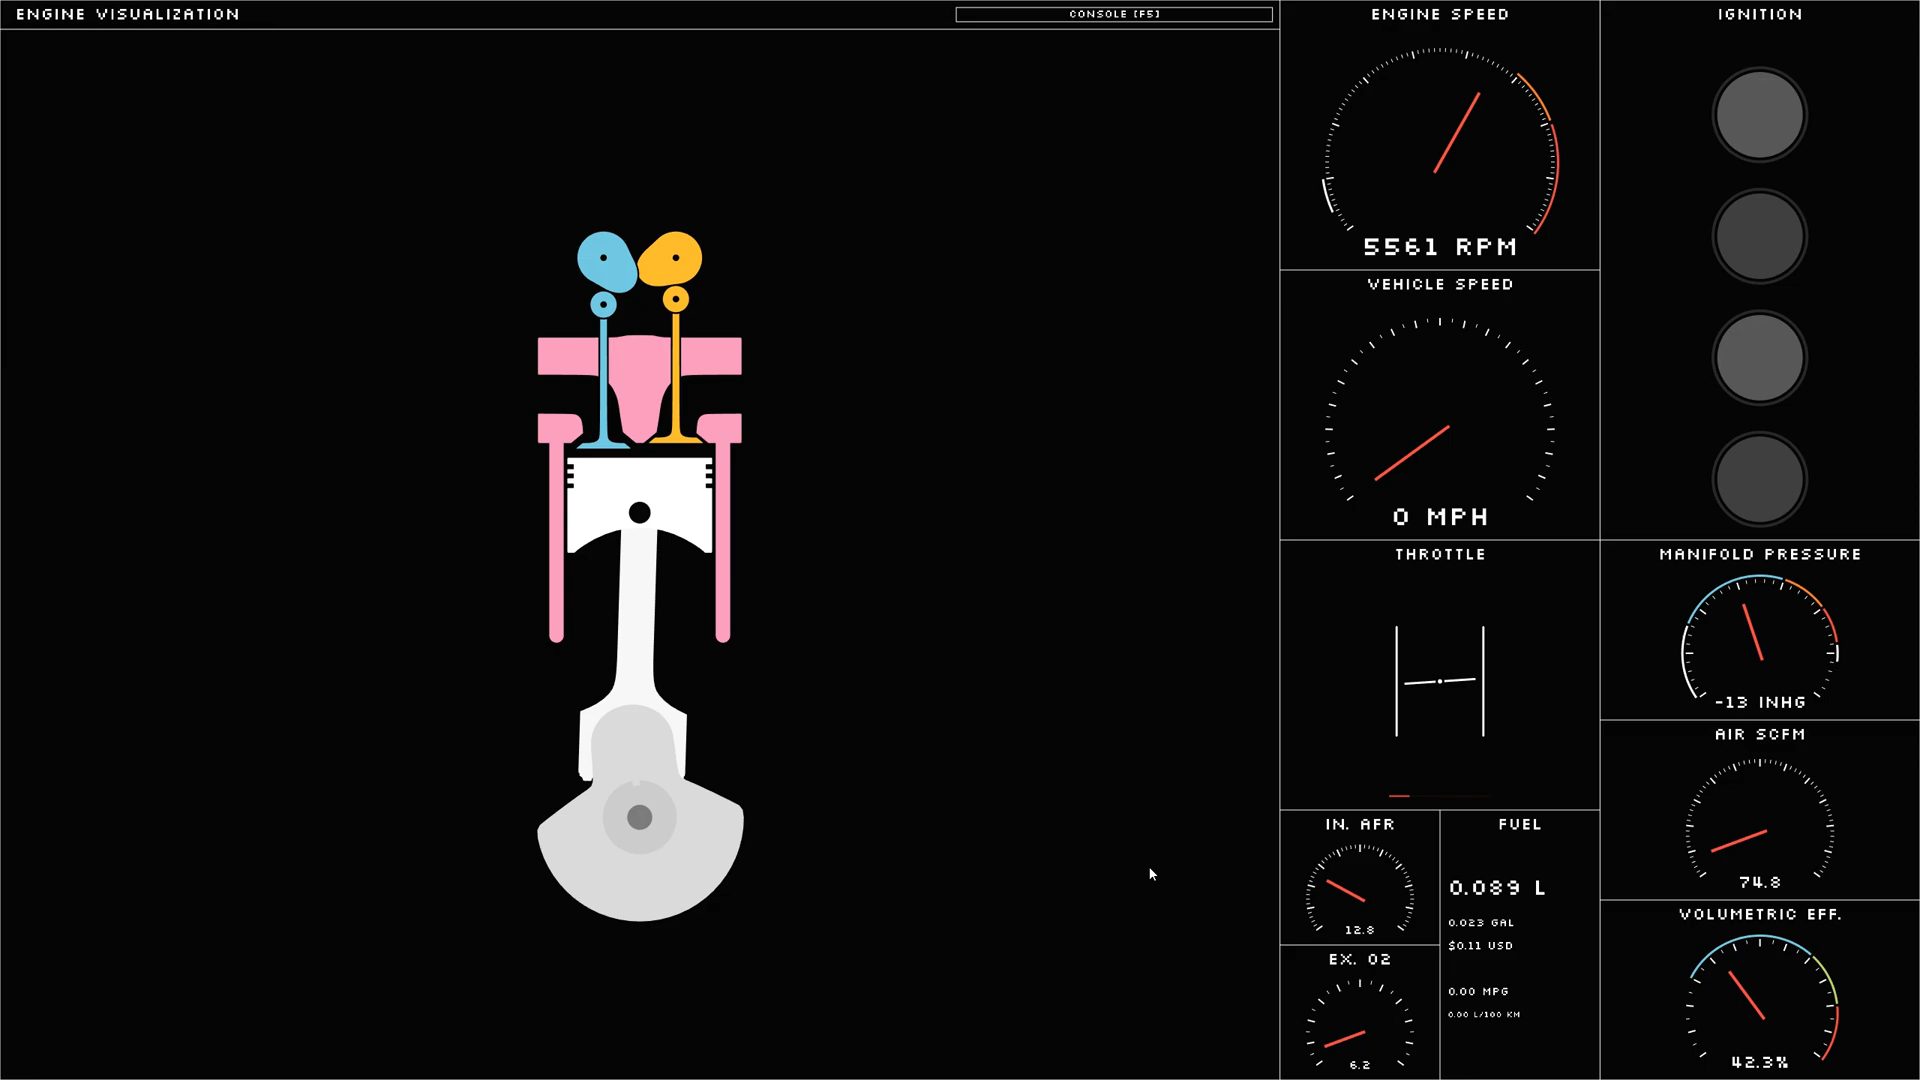 ENGINE VISUALIZATION
CONSOLE [F5]
ENGINE SPEED
5561 RPM
IGNITION
VEHICLE SPEED
0 MPH
THROTTLE
MANIFOLD PRESSURE
-13 INHG
AIR SCFM
74.8
IN. AFR
12.8
FUEL
0.089 L
0.023 GAL
$0.11 USD
0.00 MPG
0.00 L/100 KM
EX. O2
6.2
VOLUMETRIC EFF.
42.3%